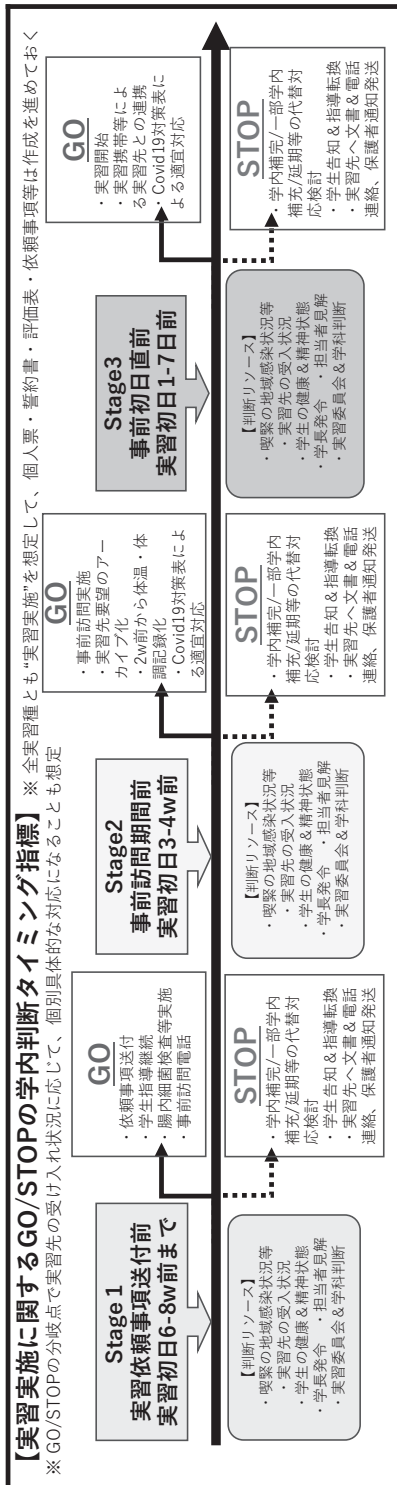 【実習実施に関するGO/STOPの学内判断タイミング指標】 ※ 全実習種とも“実習実施”を想定して、個人票・誓約書・評価表・依頼事項等は作成を進めておく
※ GO/STOPの分岐点で実習先の受け入れ状況に応じて、個別具体的な対応になることも想定
Stage 1
実習依頼事項送付前
実習初日6-8w前まで
【判断リソース】
・喫緊の地域感染状況等
・実習先の受入状況
・学生の健康&精神状態
・学長発令 ・担当者見解
・実習委員会&学科判断
GO
・依頼事項送付
・学生指導継続
・腸内細菌検査等実施
・事前訪問電話
STOP
・学内補完/一部学内
補充/延期等の代替対
応検討
・学生告知&指導転換
・実習先へ文書&電話
連絡、保護者通知発送
Stage2
事前訪問期間前
実習初日3-4w前
【判断リソース】
・喫緊の地域感染状況等
・実習先の受入状況
・学生の健康&精神状態
・学長発令 ・担当者見解
・実習委員会&学科判断
GO
・事前訪問実施
・実習先要望のアー
カイブ化
・2w前から体温・体
調記録化
・Covid19対策表によ
る適宜対応
STOP
・学内補完/一部学内
補充/延期等の代替対
応検討
・学生告知&指導転換
・実習先へ文書&電話
連絡、保護者通知発送
Stage3
事前初日直前
実習初日1-7日前
【判断リソース】
・喫緊の地域感染状況等
・実習先の受入状況
・学生の健康&精神状態
・学長発令 ・担当者見解
・実習委員会&学科判断
GO
・実習開始
・実習携帯等によ
る実習先との連携
・Covid19対策表に
よる適宜対応
STOP
・学内補完/一部学内
補充/延期等の代替対
応検討
・学生告知&指導転換
・実習先へ文書&電話
連絡、保護者通知発送